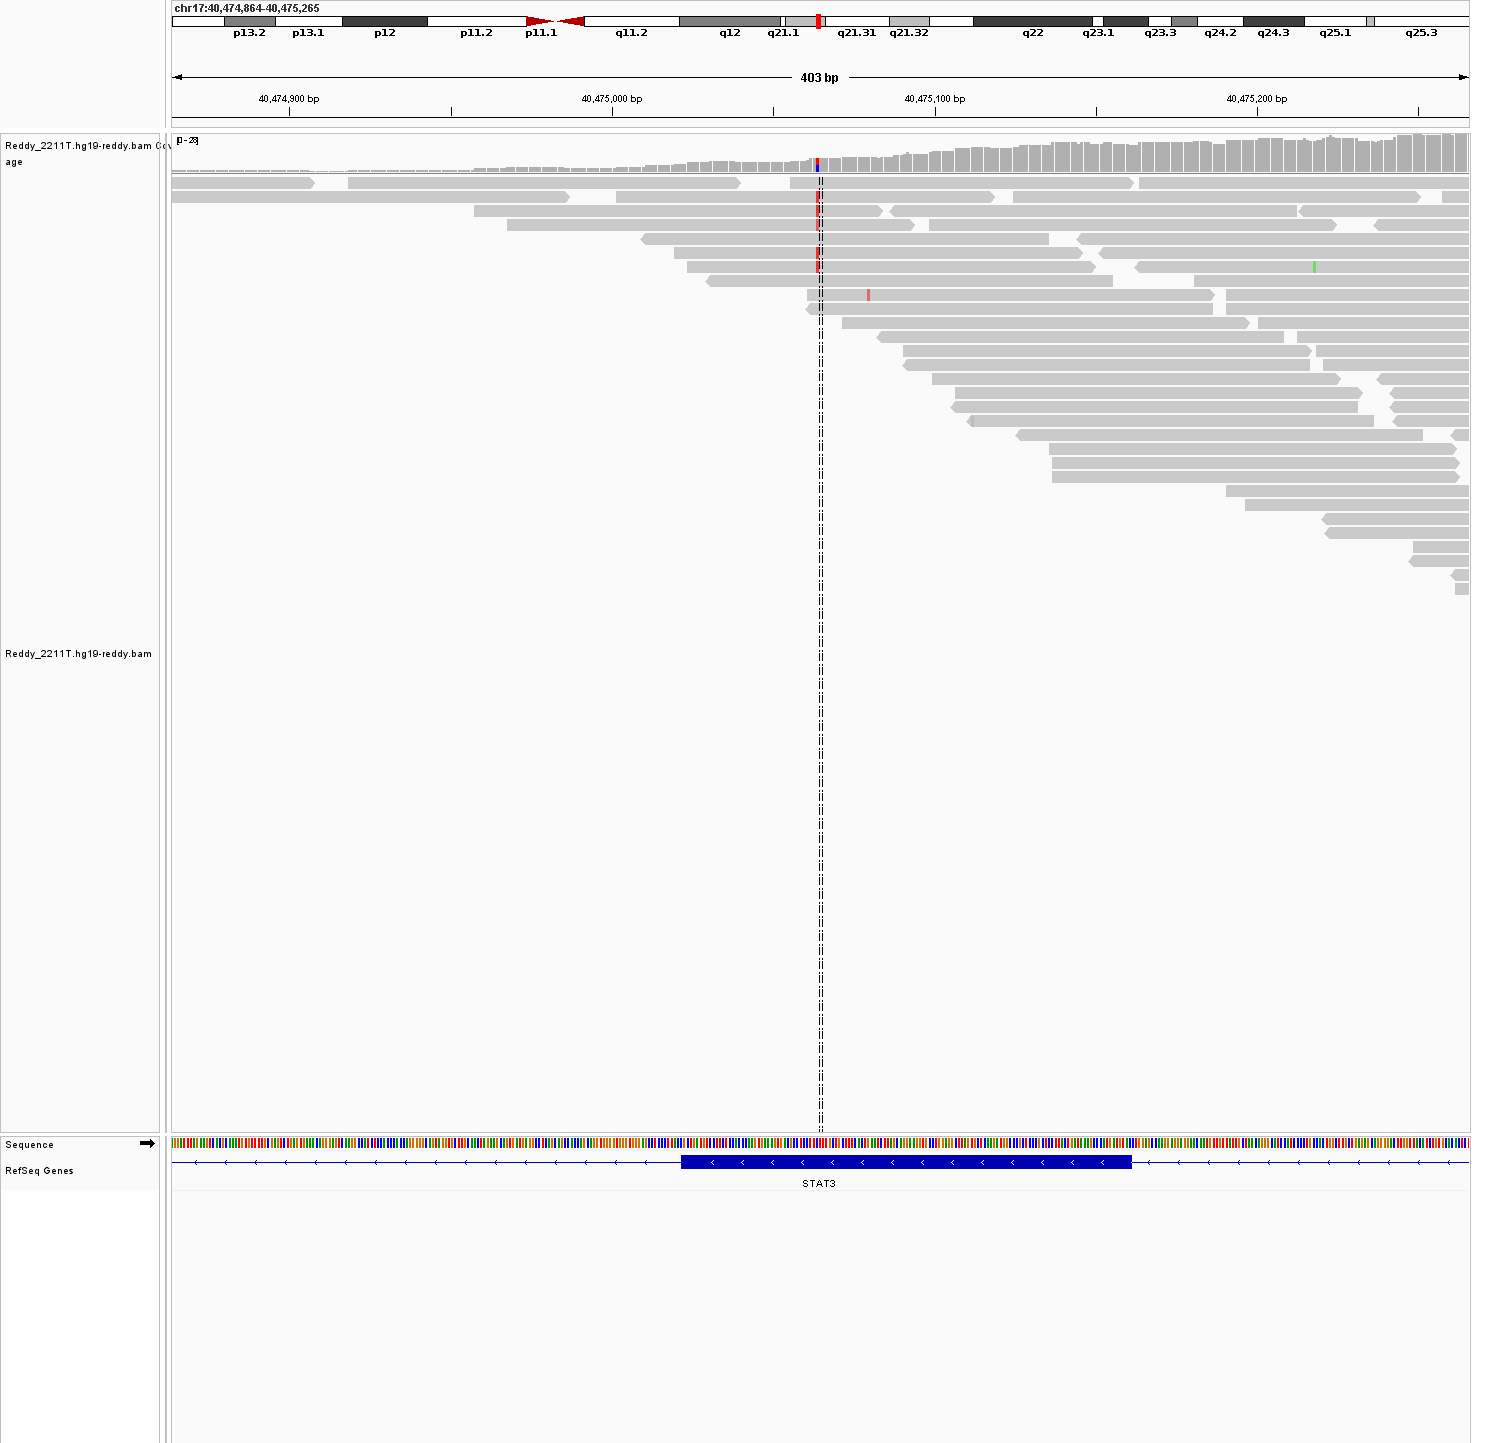 chr17:40,474,864-40,475,265
p13.2 p13.1 p12 p11.2 p11.1 q11.2 q12 q21.1 q21.31 q21.32 q22 q23.1 q23.3 q24.2 q24.3 q25.1 q25.3
403 bp
40,474,900 bp 40,475,000 bp 40,475,100 bp 40,475,200 bp
Reddy_2211T.hg19-reddy.bam Cov
age
Reddy_2211T.hg19-reddy.bam
Sequence
RefSeq Genes
STAT3